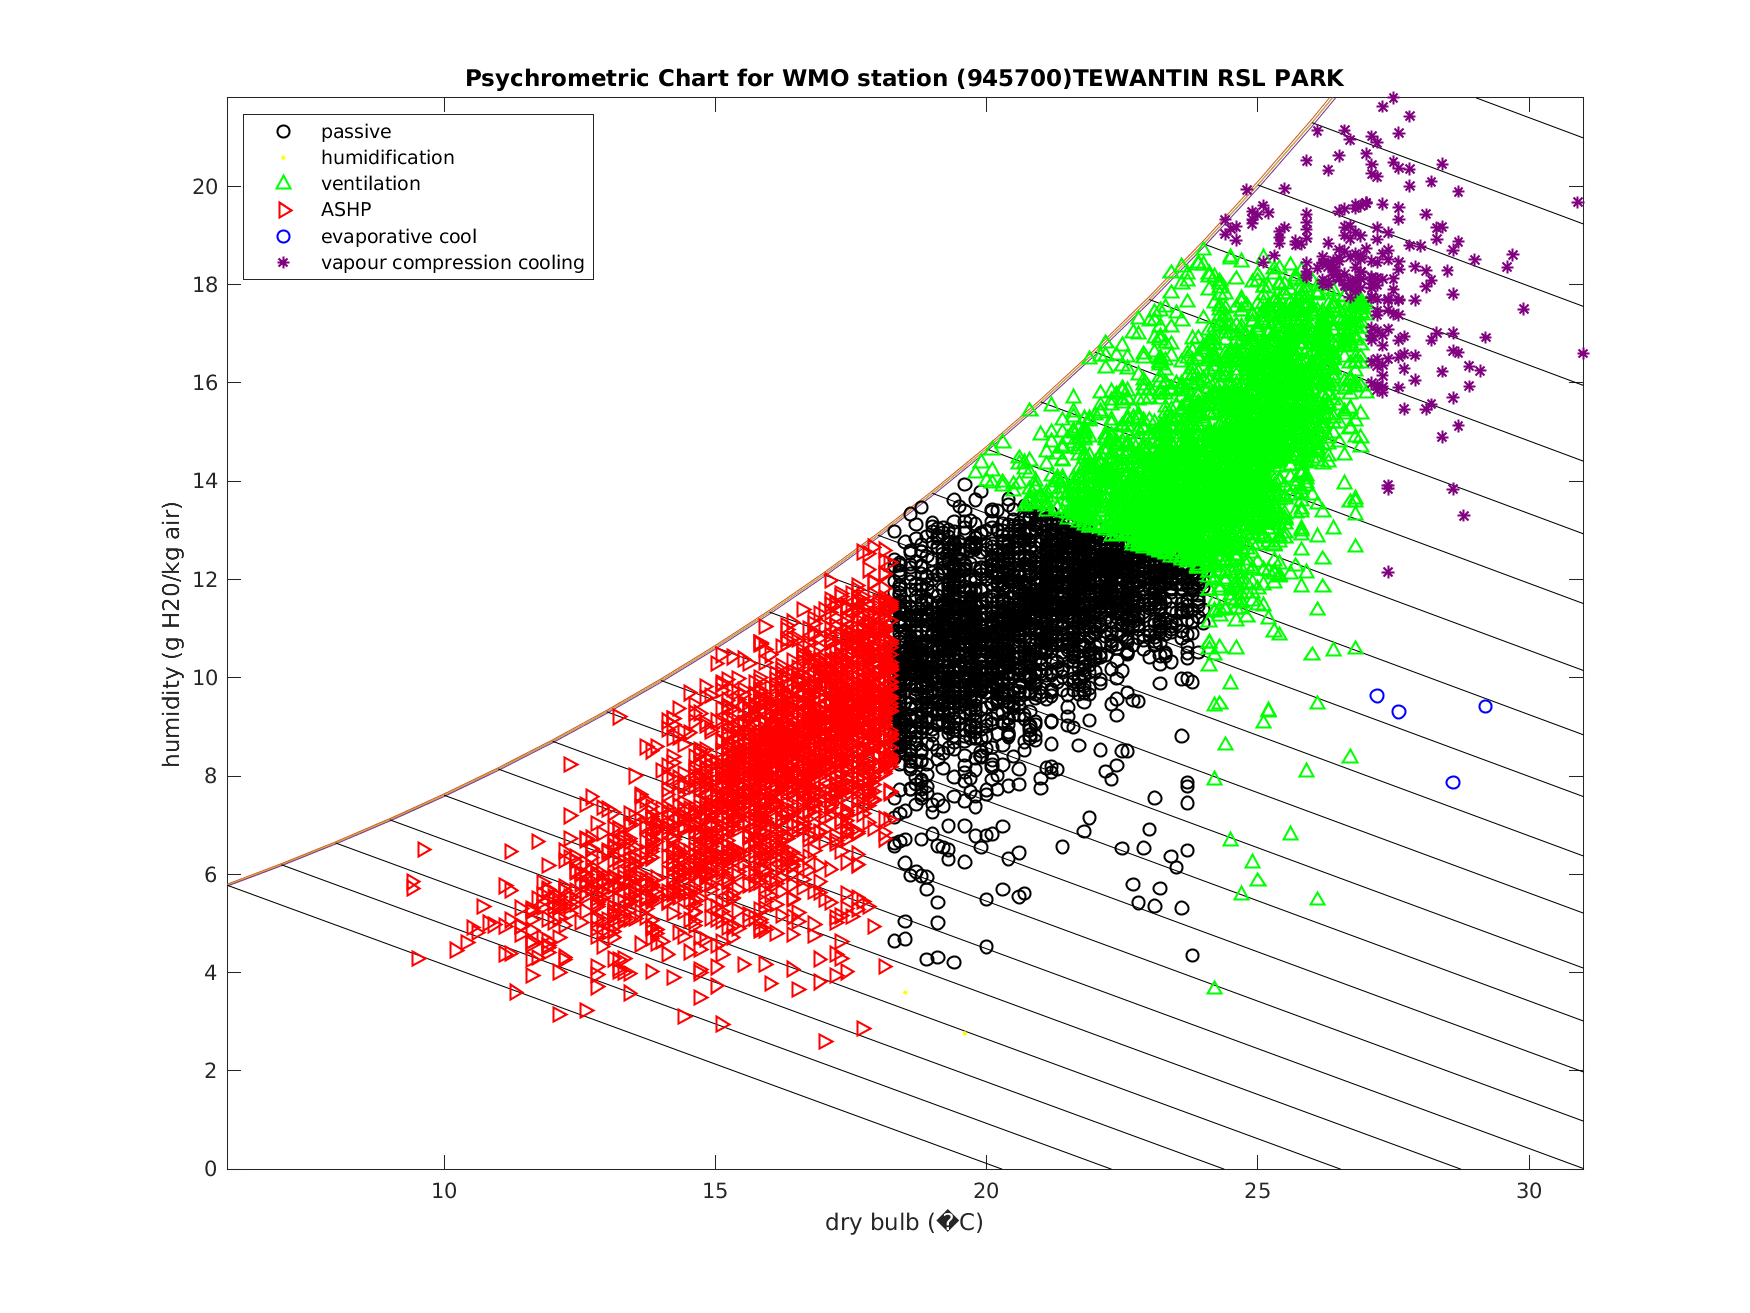 Psychrometric Chart for WMO station (945700)TEWANTIN RSL PARK
passive
humidification
ventilation
ASHP
evaporative cool
vapour compression cooling
humidity (g H20/kg air)
20
18
16
14
12
10
8
6
4
2
0
10
15
20
25
30
dry bulb (�C)